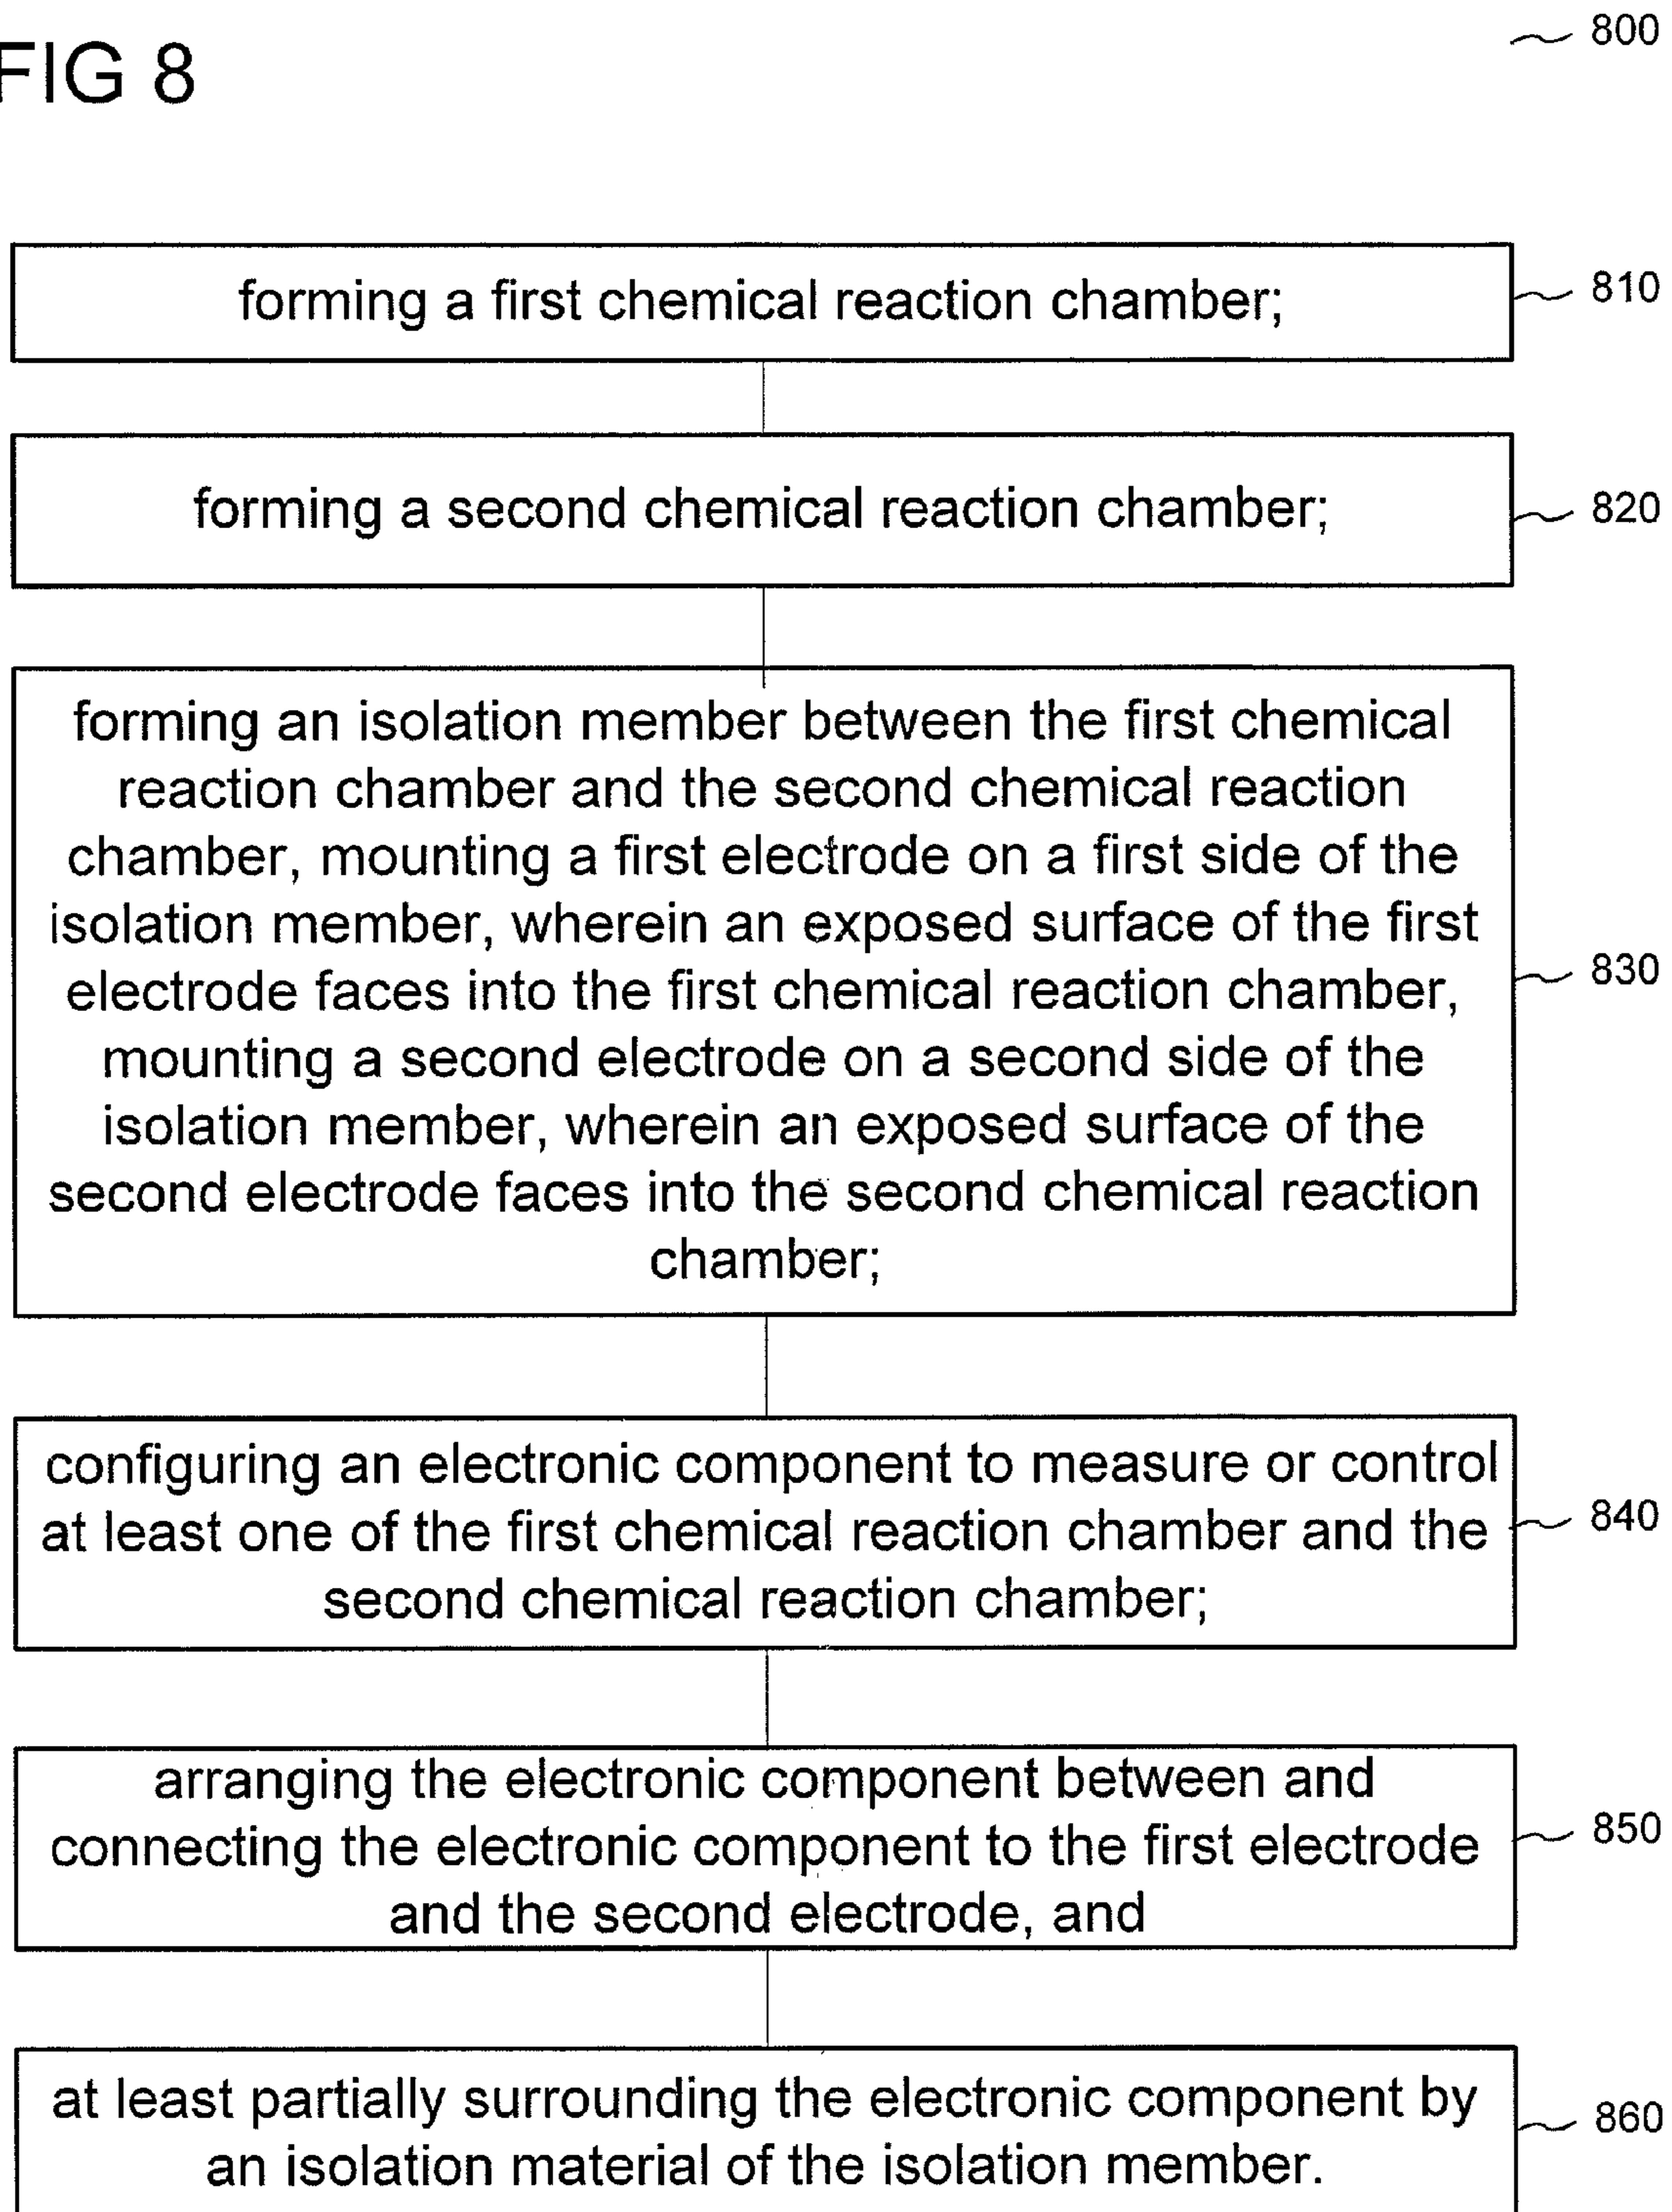 FIG 8
800
forming a first chemical reaction chamber;
810
forming a second chemical reaction chamber;
820
forming an isolation member between the first chemical
reaction chamber and the second chemical reaction
chamber, mounting a first electrode on a first side of the
isolation member, wherein an exposed surface of the first
electrode faces into the first chemical reaction chamber,
mounting a second electrode on a second side of the
isolation member, wherein an exposed surface of the
second electrode faces into the second chemical reaction
chamber;
830
configuring an electronic component to measure or control
at least one of the first chemical reaction chamber and the
second chemical reaction chamber;
840
arranging the electronic component between and
connecting the electronic component to the first electrode
and the second electrode, and
850
at least partially surrounding the electronic component by
an isolation material of the isolation member.
860